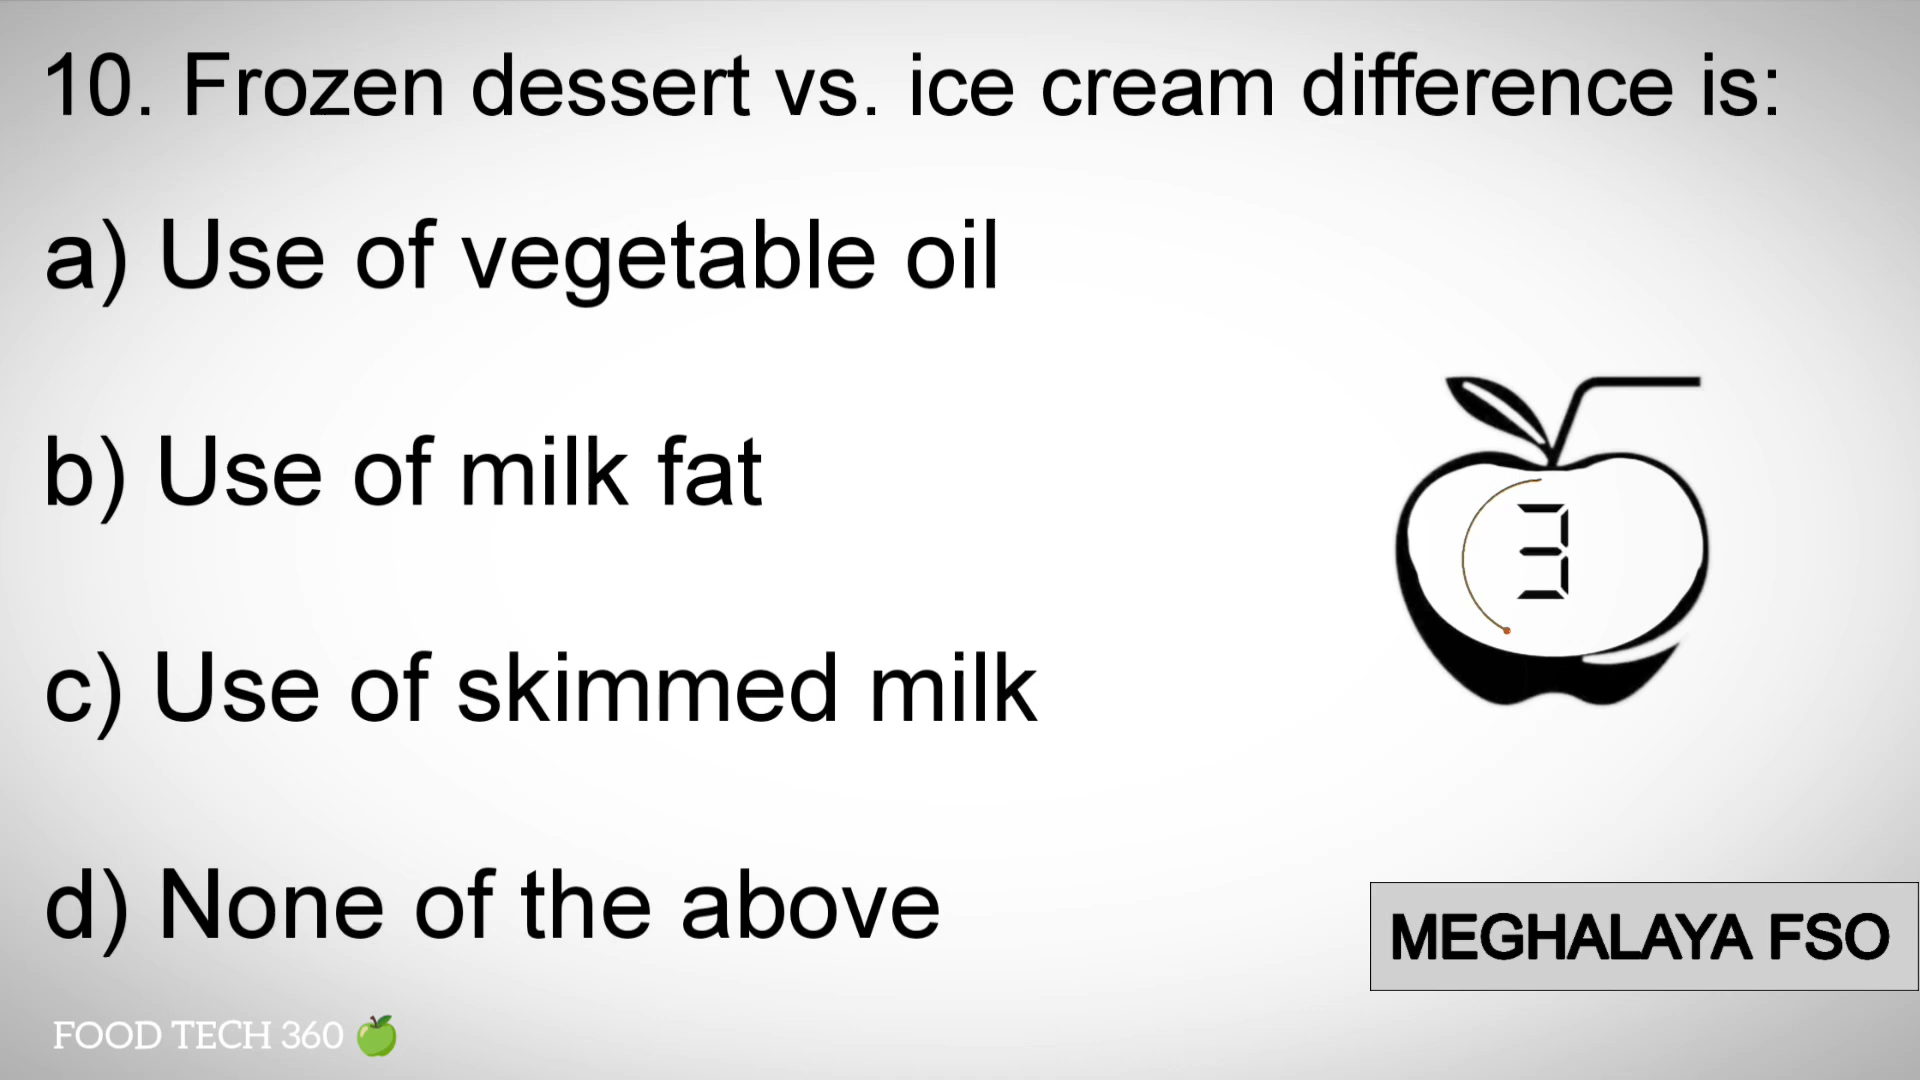 10. Frozen dessert vs. ice cream difference is:
a) Use of vegetable oil
b) Use of milk fat
3
c) Use of skimmed milk
d) None of the above
MEGHALAYA FSO
FOOD TECH 360